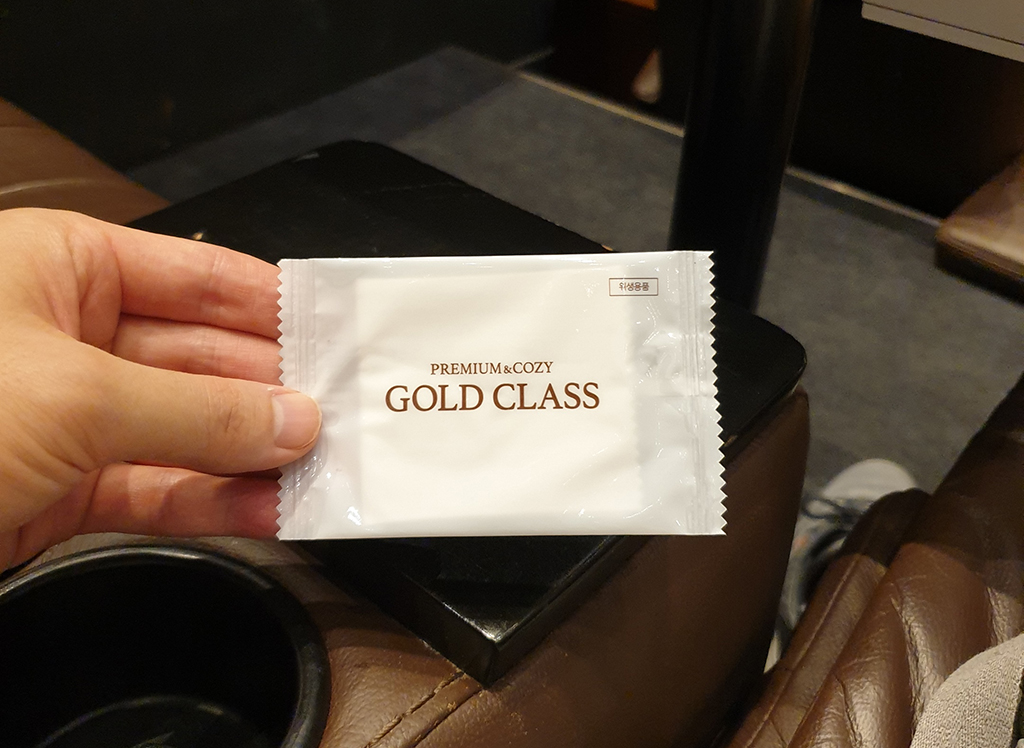 위생용품
PREMIUM&COZY
GOLD CLASS